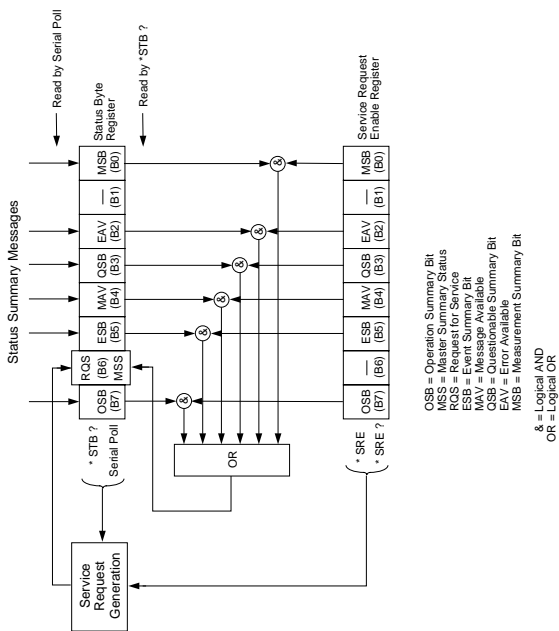 Status Summary Messages
Read by Serial Poll
Service
Request
Generation
* STB ?
Serial Poll
OSB
(B7)
RQS
(B6)
MSS
ESB
(B5)
MAV
(B4)
QSB
(B3)
EAV
(B2)
—
(B1)
MSB
(B0)
Status Byte
Register
Read by *STB ?
OR
&
&
&
&
&
&
* SRE
* SRE ?
OSB
(B7)
—
(B6)
ESB
(B5)
MAV
(B4)
QSB
(B3)
EAV
(B2)
—
(B1)
MSB
(B0)
Service Request
Enable Register
OSB = Operation Summary Bit
MSS = Master Summary Status
RQS = Request for Service
ESB = Event Summary Bit
MAV = Message Available
QSB = Questionable Summary Bit
EAV = Error Available
MSB = Measurement Summary Bit
& = Logical AND
OR = Logical OR